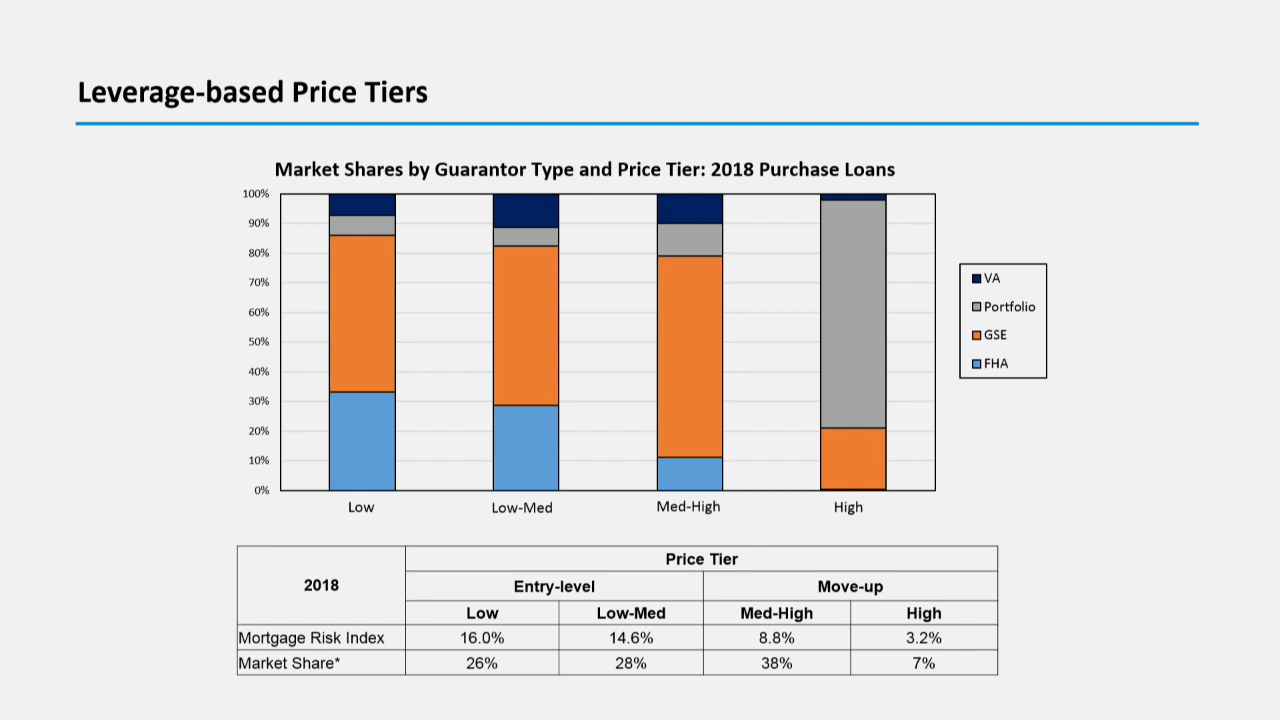 Leverage-based Price Tiers
Market Shares by Guarantor Type and Price Tier: 2018 Purchase Loans
100%
90%
80%
70%
60%
50%
40%
30%
20%
10%
0%
Low Low-Med Med-High High
VA
Portfolio
GSE
FHA
2018
Price Tier
Entry-level Move-up
Low Low-Med Med-High High
Mortgage Risk Index 16.0% 14.6% 8.8% 3.2%
Market Share* 26% 28% 38% 7%